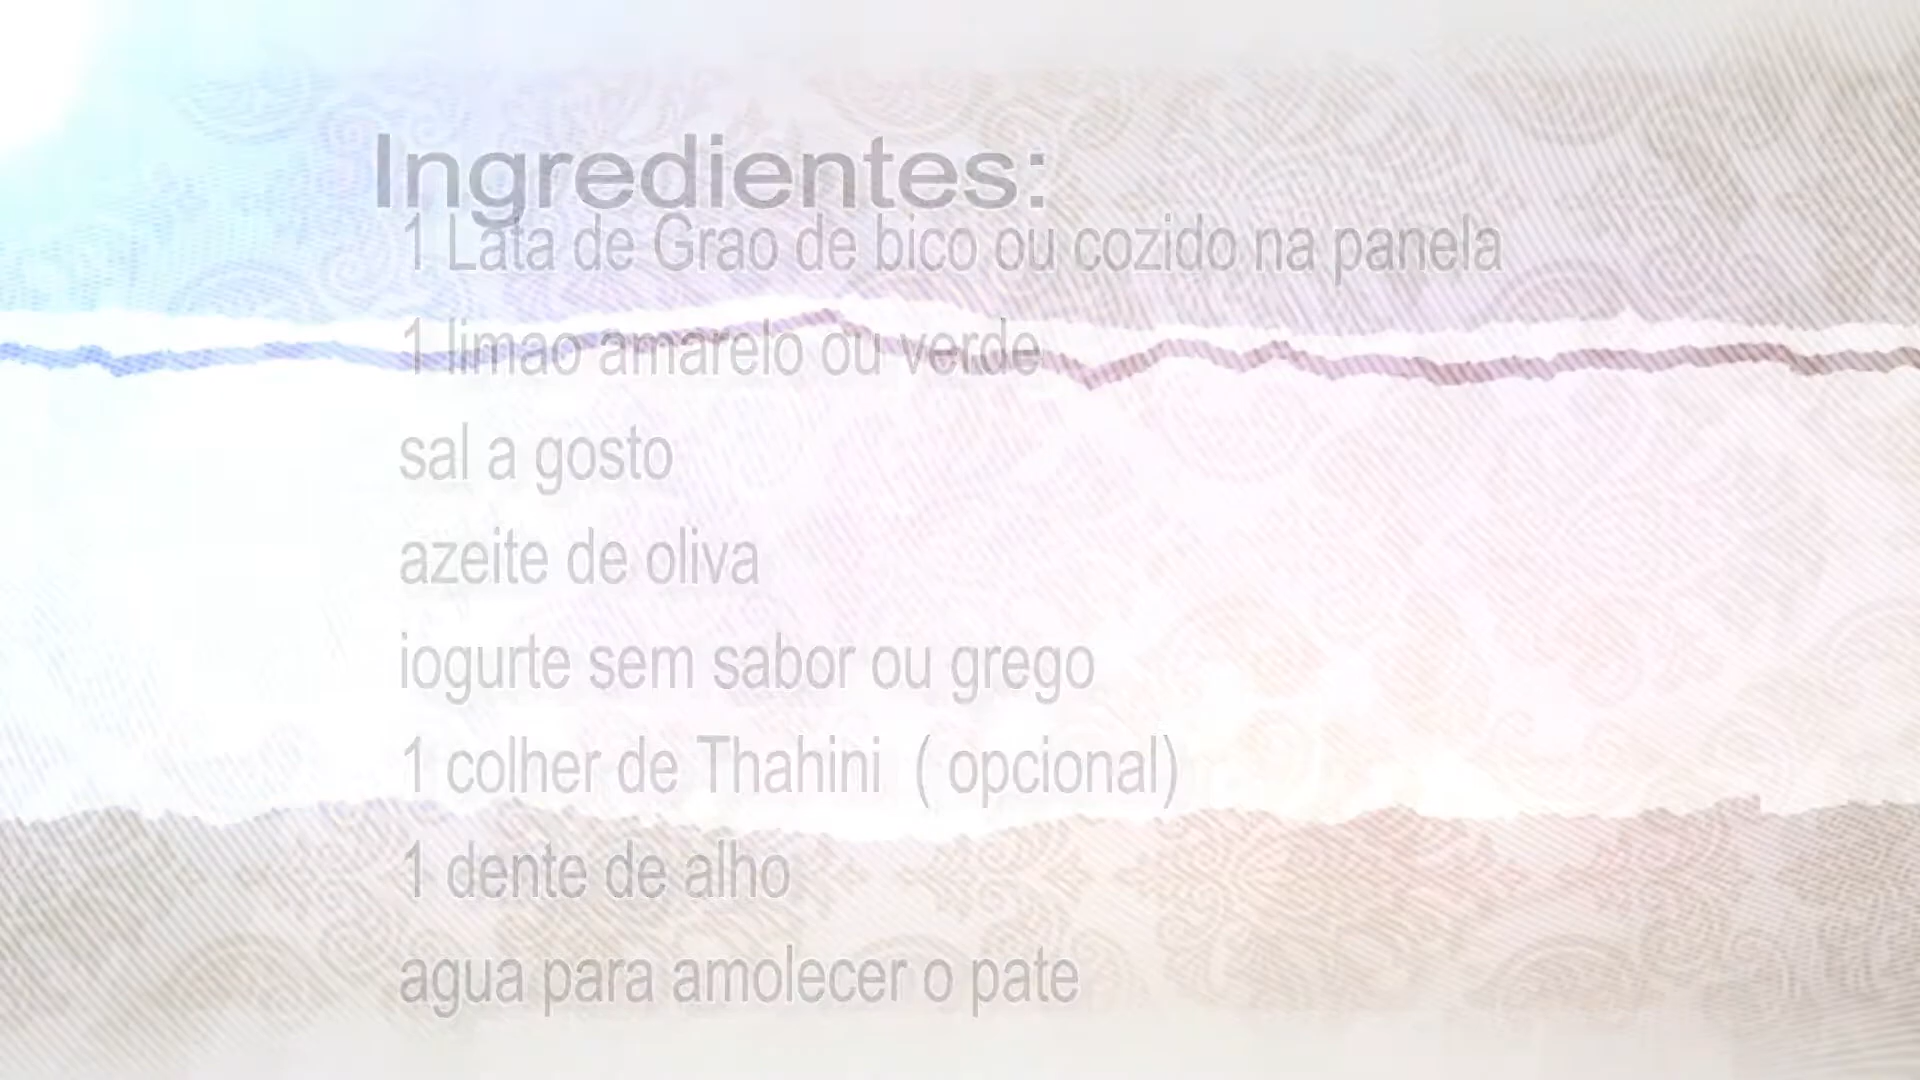 Ingredientes:
1 Lata de Grao de bico ou cozido na panela
1 limao amarelo ou verde
sal a gosto
azeite de oliva
iogurte sem sabor ou grego
1 colher de Thahini ( opcional)
1 dente de alho
agua para amolecer o pate